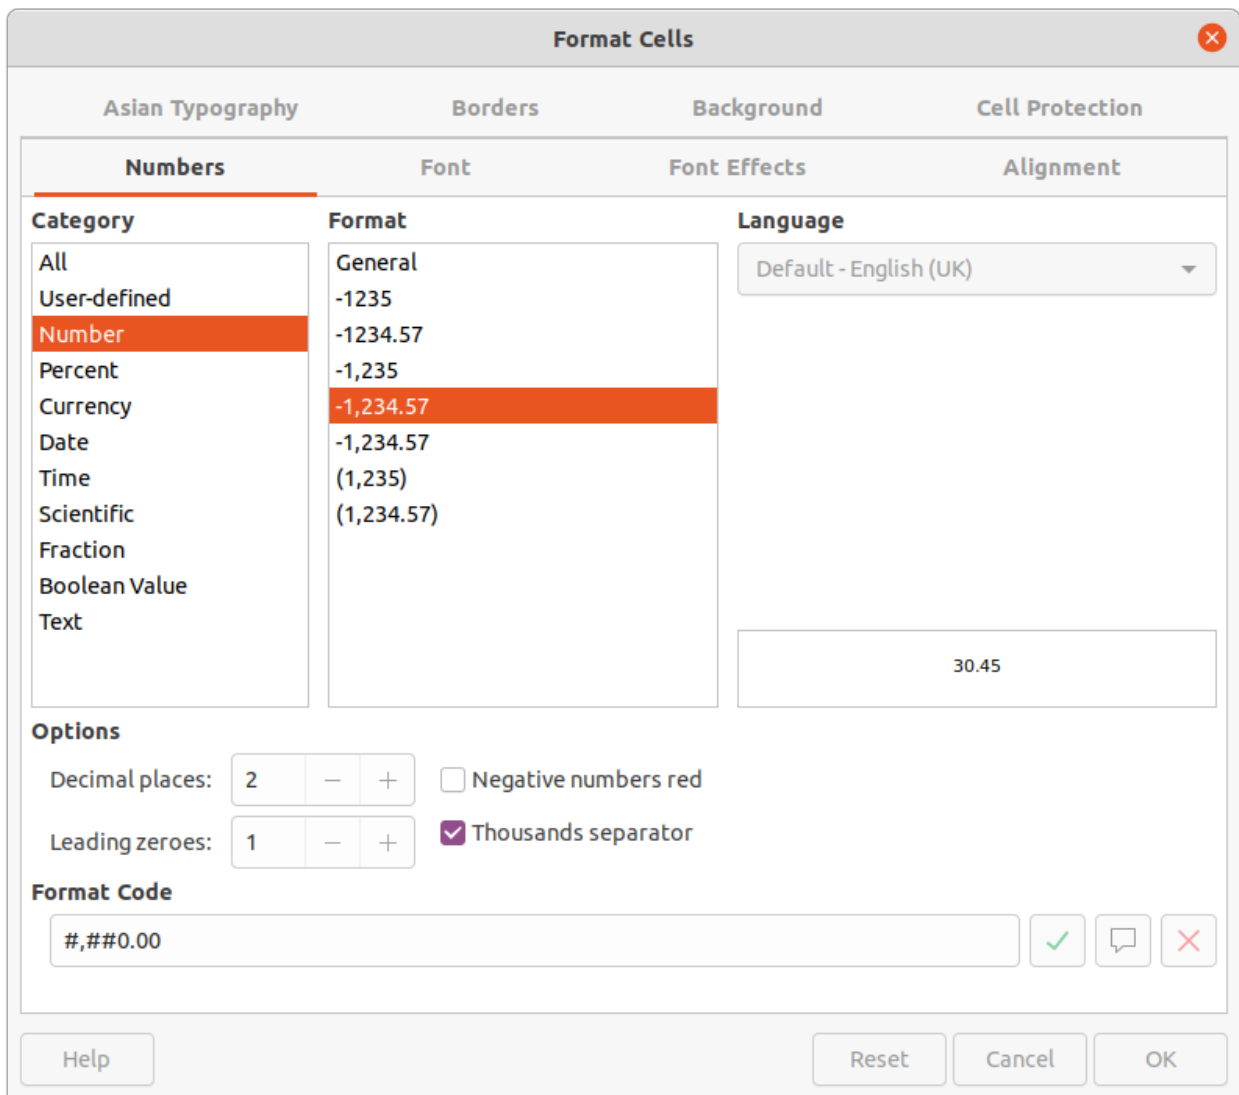 Format Cells
Asian Typography Borders Background Cell Protection
Numbers Font Font Effects Alignment
Category
All
User-defined
Number
Percent
Currency
Date
Time
Scientific
Fraction
Boolean Value
Text
Format
General
-1235
-1234.57
-1,235
-1,234.57
-1,234.57
(1,235)
(1,234.57)
Language
Default - English (UK)
30.45
Options
Decimal places: 2 Negative numbers red
Leading zeroes: 1 Thousands separator
Format Code
#,##0.00
Help Reset Cancel OK